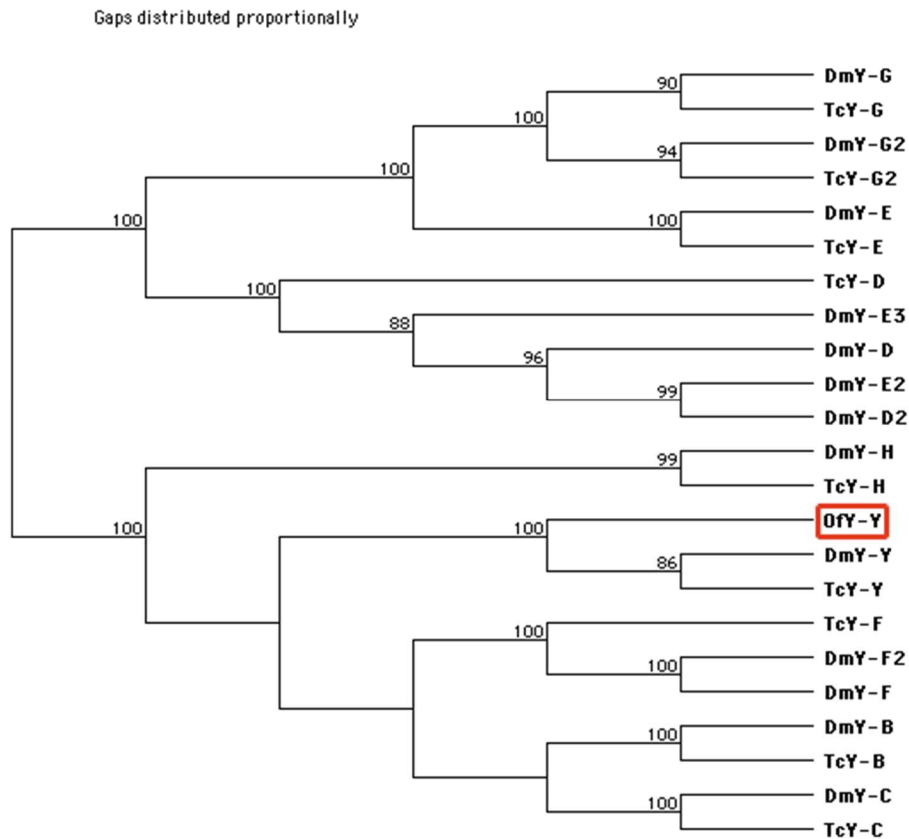 Gaps distributed proportionally
90
DmY-G
100
TcY-G
94
DmY-G2
100
TcY-G2
100
DmY-E
100
TcY-E
100
TcY-D
88
DmY-E3
96
DmY-D
99
DmY-E2
DmY-D2
99
DmY-H
100
TcY-H
100
OfY-Y
86
DmY-Y
TcY-Y
100
TcY-F
100
DmY-F2
DmY-F
100
DmY-B
TcY-B
100
DmY-C
TcY-C